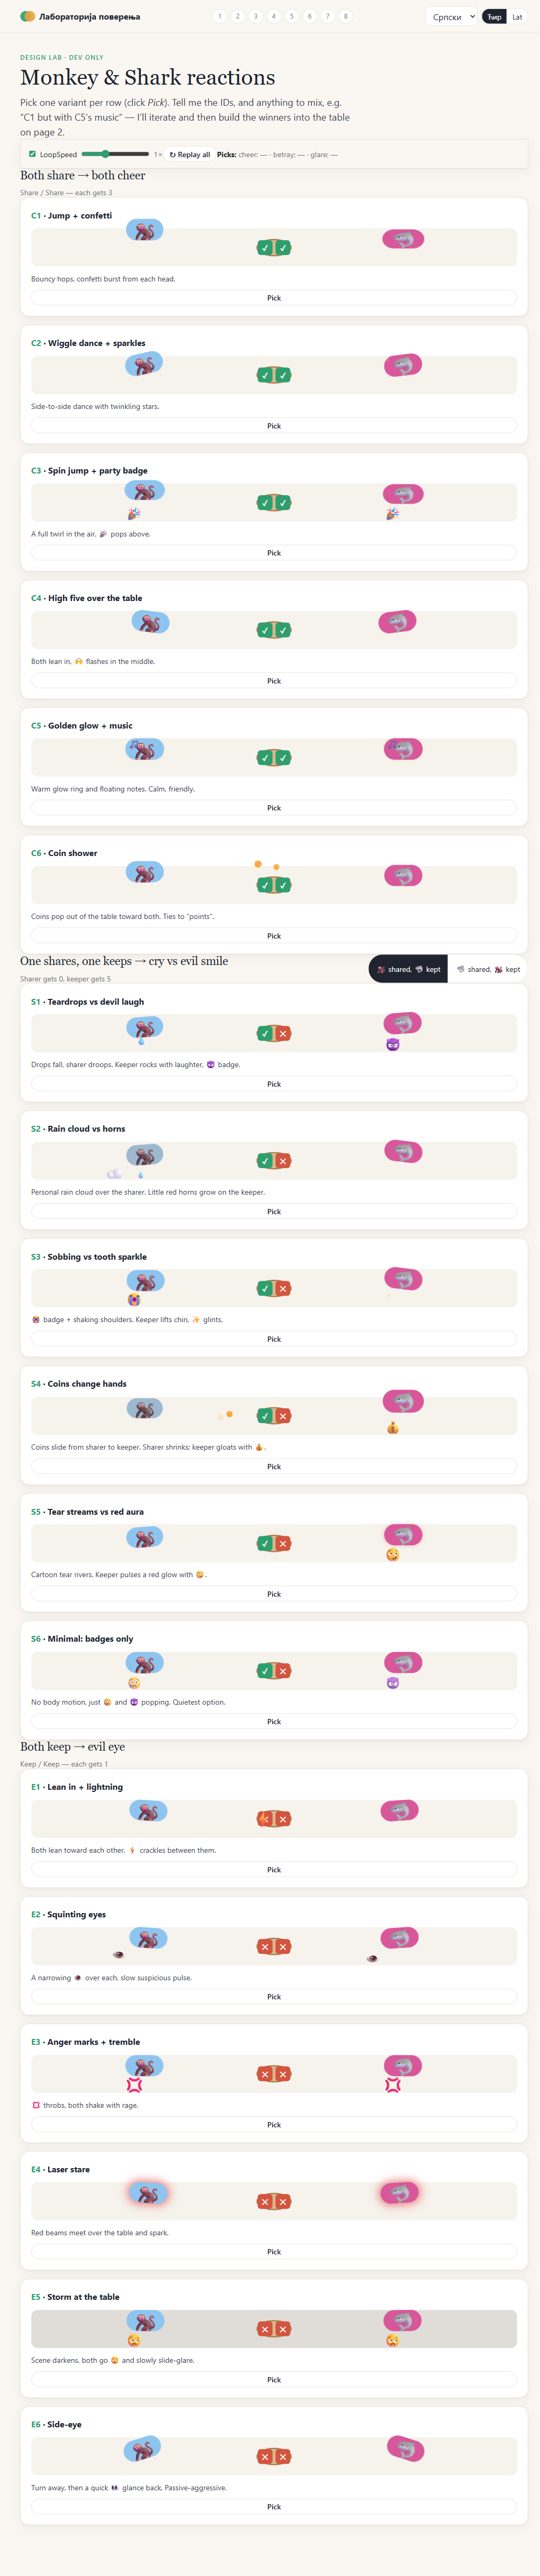 Лабораторија поверења
1 2 3 4 5 6 7 8
Српски
Ћир Lat
DESIGN LAB · DEV ONLY
Monkey & Shark reactions
Pick one variant per row (click Pick). Tell me the IDs, and anything to mix, e.g.
“C1 but with C5’s music” — I’ll iterate and then build the winners into the table
on page 2.
Loop Speed 1× ↻ Replay all Picks: cheer: — · betray: — · glare: —
Both share → both cheer
Share / Share — each gets 3
C1 · Jump + confetti
Bouncy hops, confetti burst from each head.
Pick
C2 · Wiggle dance + sparkles
Side-to-side dance with twinkling stars.
Pick
C3 · Spin jump + party badge
A full twirl in the air, 🎉 pops above.
Pick
C4 · High five over the table
Both lean in, 🙌 flashes in the middle.
Pick
C5 · Golden glow + music
Warm glow ring and floating notes. Calm, friendly.
Pick
C6 · Coin shower
Coins pop out of the table toward both. Ties to “points”.
Pick
One shares, one keeps → cry vs evil smile
🐒 shared, 🦈 kept
🦈 shared, 🐒 kept
Sharer gets 0, keeper gets 5
S1 · Teardrops vs devil laugh
Drops fall, sharer droops. Keeper rocks with laughter, 😈 badge.
Pick
S2 · Rain cloud vs horns
Personal rain cloud over the sharer. Little red horns grow on the keeper.
Pick
S3 · Sobbing vs tooth sparkle
😭 badge + shaking shoulders. Keeper lifts chin, ✨ glints.
Pick
S4 · Coins change hands
Coins slide from sharer to keeper. Sharer shrinks; keeper gloats with 💰.
Pick
S5 · Tear streams vs red aura
Cartoon tear rivers. Keeper pulses a red glow with 😜.
Pick
S6 · Minimal: badges only
No body motion, just 😢 and 😈 popping. Quietest option.
Pick
Both keep → evil eye
Keep / Keep — each gets 1
E1 · Lean in + lightning
Both lean toward each other, ⚡ crackles between them.
Pick
E2 · Squinting eyes
A narrowing 👁 over each, slow suspicious pulse.
Pick
E3 · Anger marks + tremble
💢 throbs, both shake with rage.
Pick
E4 · Laser stare
Red beams meet over the table and spark.
Pick
E5 · Storm at the table
Scene darkens, both go 😠 and slowly slide-glare.
Pick
E6 · Side-eye
Turn away, then a quick 👀 glance back. Passive-aggressive.
Pick